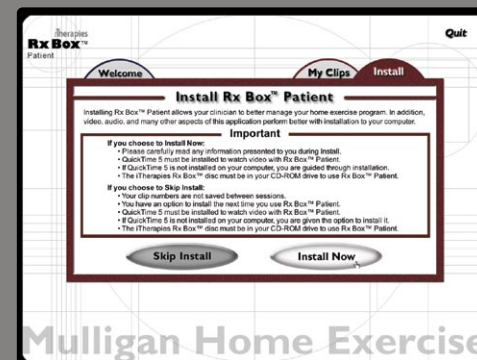 iTherapies
Rx Box™
Patient
Quit
Welcome
My Clips
Install
Install Rx Box™ Patient
Installing Rx Box™ Patient allows your clinician to better manage your home exercise program. In addition,
video, audio, and many other aspects of this application perform better with installation to your computer.
Important
If you choose to Install Now:
• Please carefully read any information presented to you during install.
• QuickTime 5 must be installed to watch video with Rx Box™ Patient.
• If QuickTime 5 is not installed on your computer, you are guided through installation.
• The iTherapies Rx Box™ disc must be in your CD-ROM drive to use Rx Box™ Patient.
If you choose to Skip Install:
• Your clip numbers are not saved between sessions.
• You have an option to install the next time you use Rx Box™ Patient.
• QuickTime 5 must be installed to watch video with Rx Box™ Patient.
• If QuickTime 5 is not installed on your computer, you are given the option to install it.
• The iTherapies Rx Box™ disc must be in your CD-ROM drive to use Rx Box™ Patient.
Skip Install
Install Now
Mulligan Home Exercise